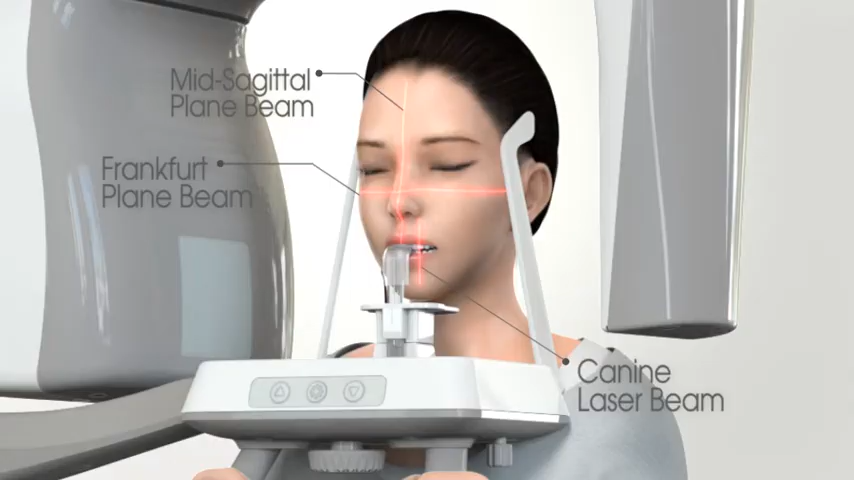 Mid-Sagittal
Plane Beam
Frankfurt
Plane Beam
Canine
Laser Beam